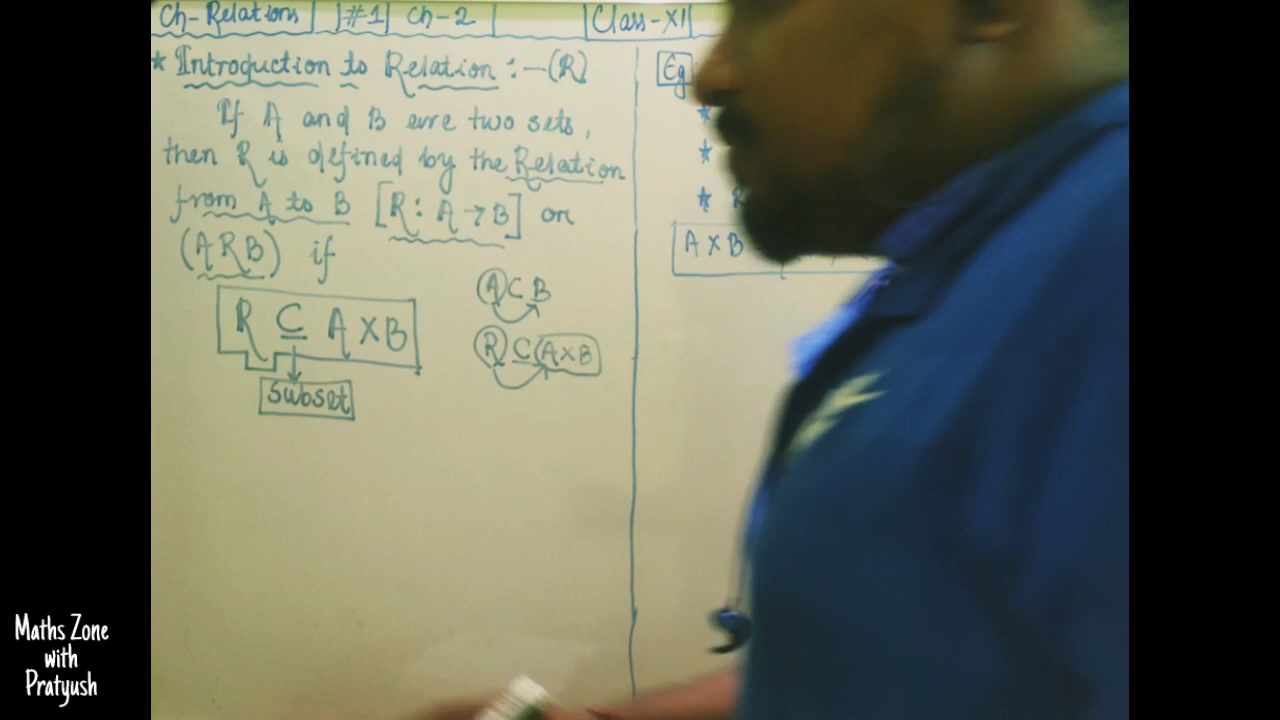 Ch- Relations | #1 | Ch-2 | Class-XI
* Introduction to Relation :- (R)
If A and B are two sets,
then R is defined by the Relation
from A to B [R : A → B] or
(A R B) if
R ⊆ A × B
subset
A ⊂ B
R ⊆ (A × B)
Eg
*
*
* R
A × B
Maths Zone
with
Pratyush